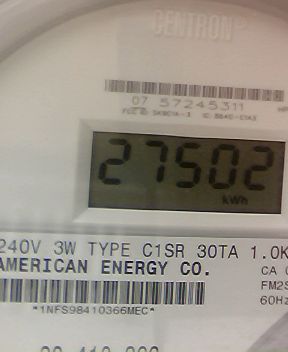 CENTRON®
07 57245311
27502
kWh
240V 3W TYPE C1SR 30TA 1.0K
AMERICAN ENERGY CO.
CA
FM2S
60Hz
*1NFS98410366MEC*